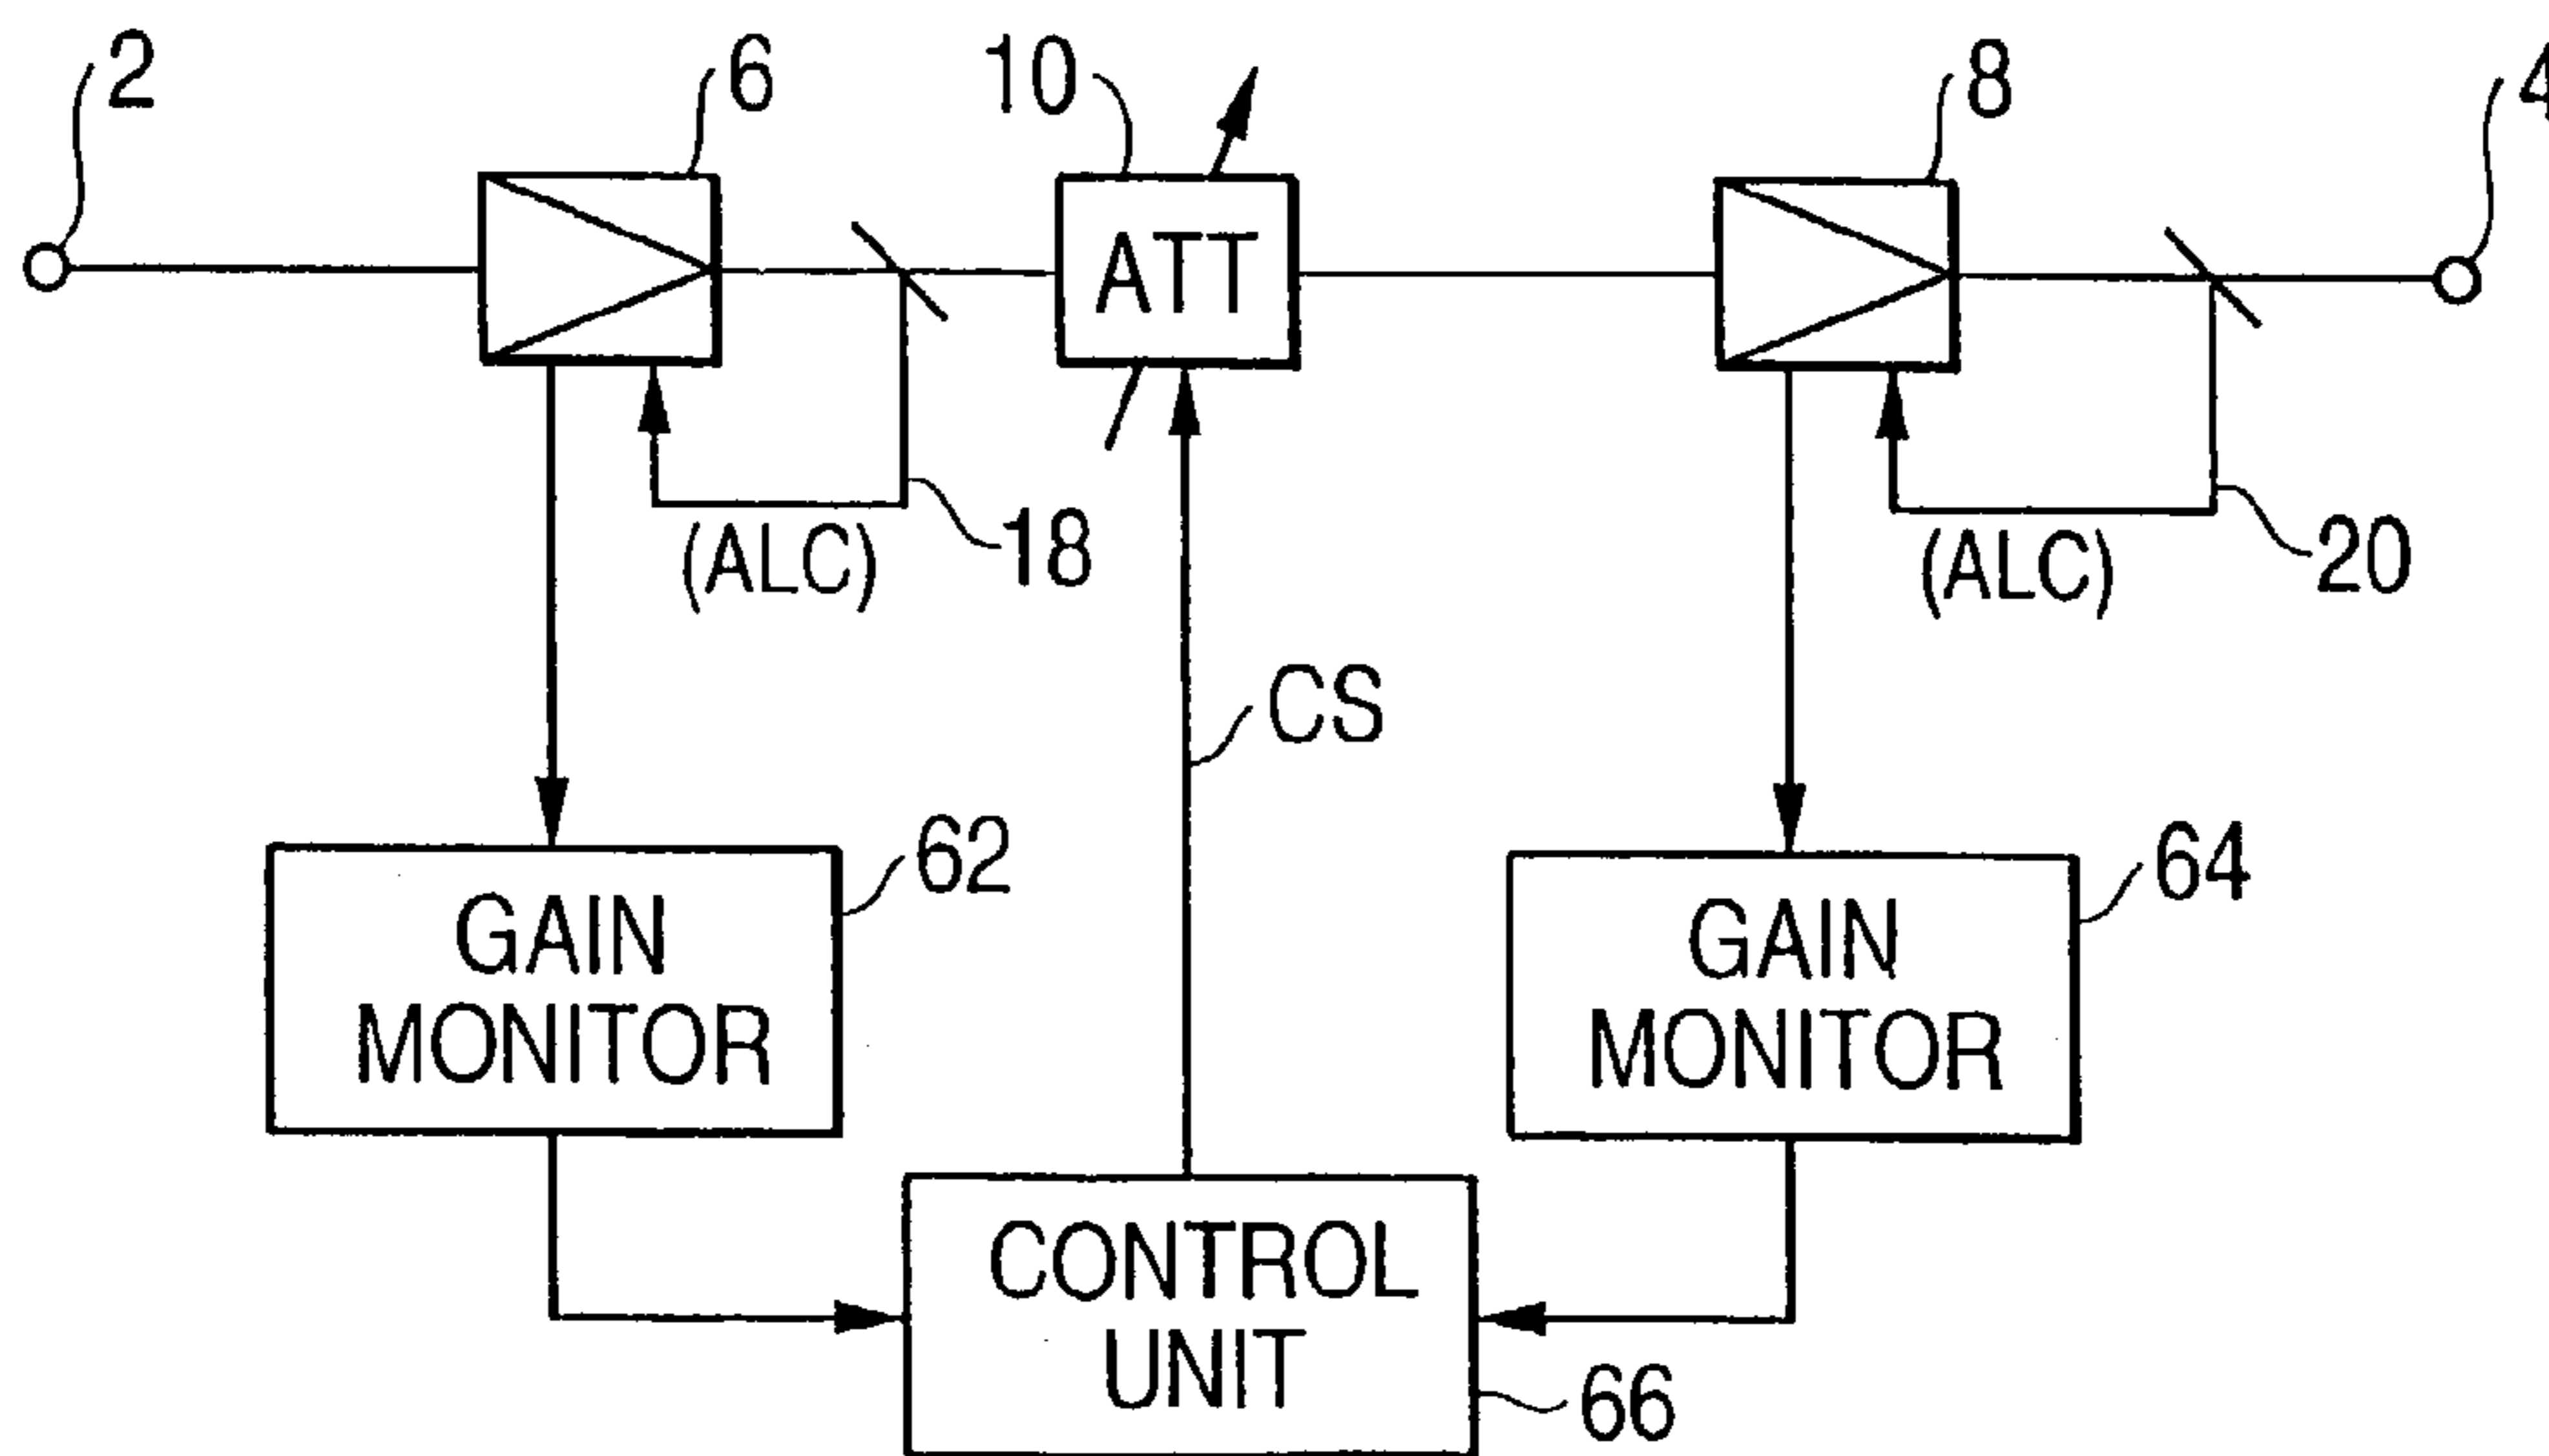 2
6
10
8
4
ATT
(ALC)
18
(ALC)
20
CS
62
64
GAIN
MONITOR
GAIN
MONITOR
CONTROL
UNIT
66